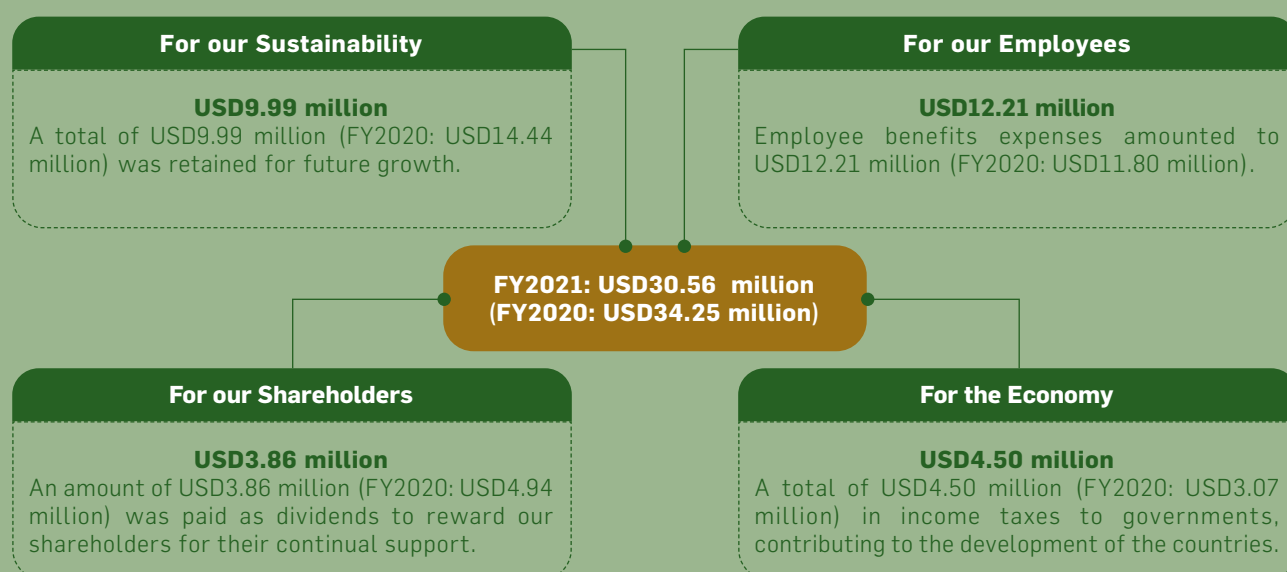 For our Sustainability
USD9.99 million
A total of USD9.99 million (FY2020: USD14.44
million) was retained for future growth.
For our Employees
USD12.21 million
Employee benefits expenses amounted to
USD12.21 million (FY2020: USD11.80 million).
FY2021: USD30.56 million
(FY2020: USD34.25 million)
For our Shareholders
USD3.86 million
An amount of USD3.86 million (FY2020: USD4.94
million) was paid as dividends to reward our
shareholders for their continual support.
For the Economy
USD4.50 million
A total of USD4.50 million (FY2020: USD3.07
million) in income taxes to governments,
contributing to the development of the countries.